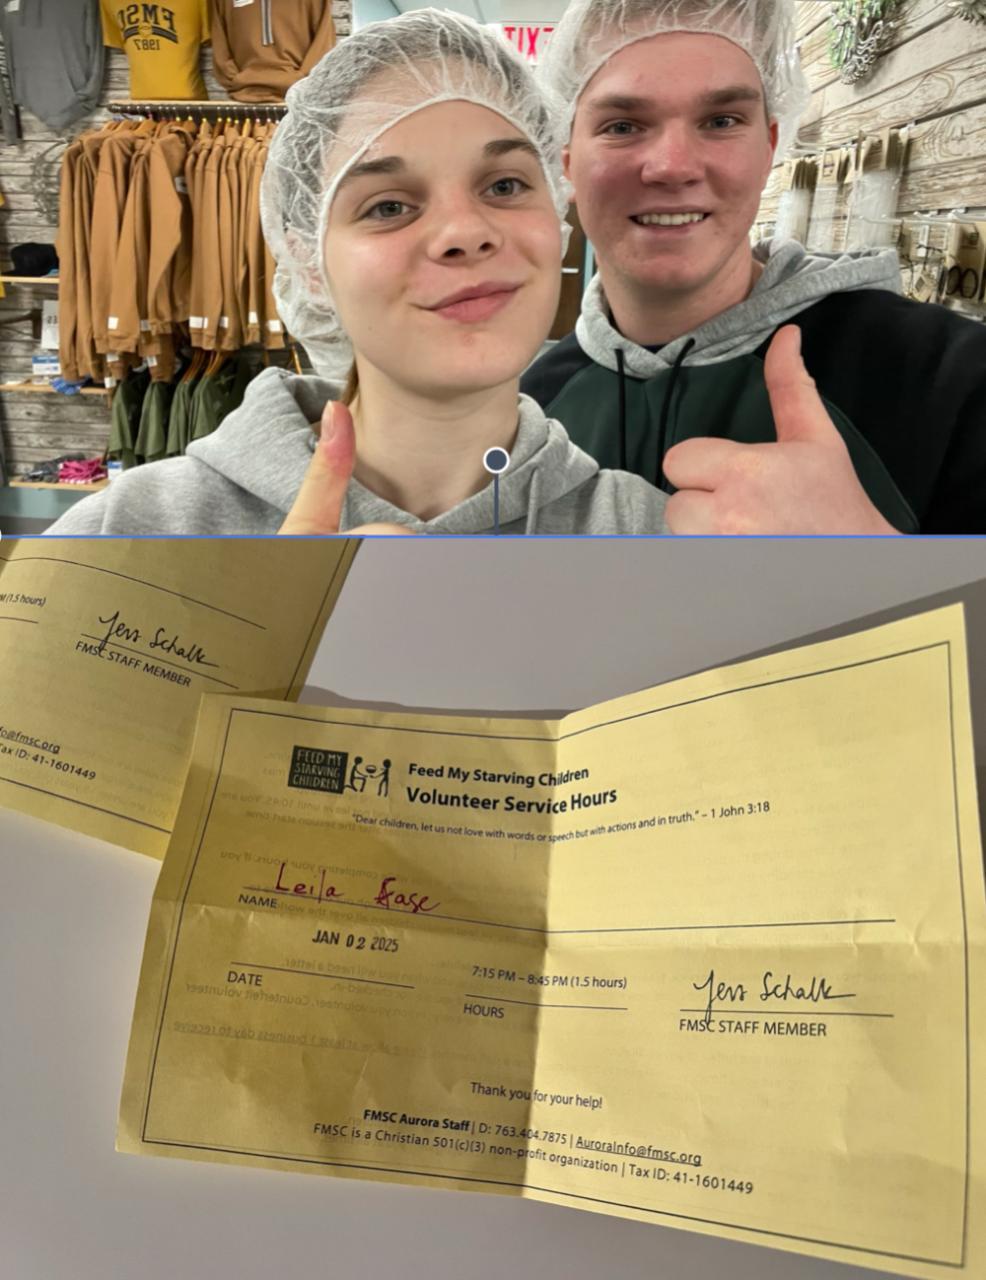 FMSC
1987
EXIT
M (1.5 hours)
Jess Schalk
FMSC STAFF MEMBER
fo@fmsc.org
Tax ID: 41-1601449
FEED MY
STARVING
CHILDREN
Feed My Starving Children
Volunteer Service Hours
"Dear children, let us not love with words or speech but with actions and in truth." – 1 John 3:18
Leila Ease
NAME
JAN 02 2025
DATE
7:15 PM – 8:45 PM (1.5 hours)
HOURS
Jess Schalk
FMSC STAFF MEMBER
Thank you for your help!
FMSC Aurora Staff | D: 763.404.7875 | AuroraInfo@fmsc.org
FMSC is a Christian 501(c)(3) non-profit organization | Tax ID: 41-1601449